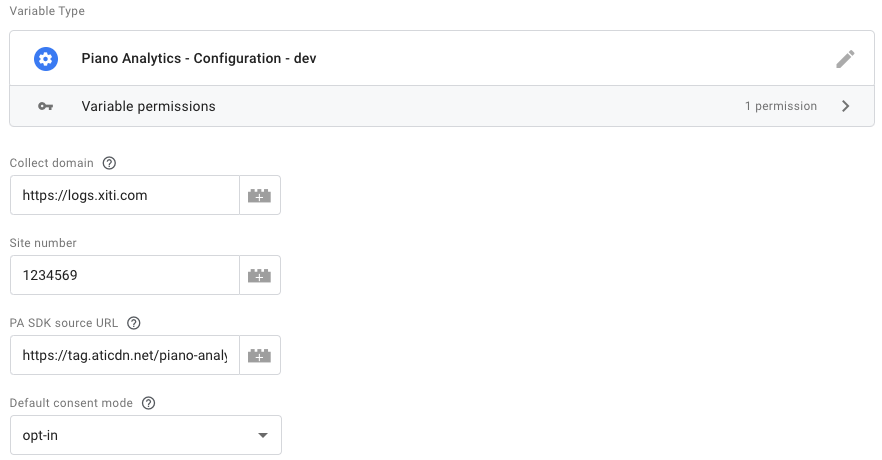 Variable Type
Piano Analytics - Configuration - dev
Variable permissions 1 permission
Collect domain
https://logs.xiti.com
Site number
1234569
PA SDK source URL
https://tag.aticdn.net/piano-analy
Default consent mode
opt-in